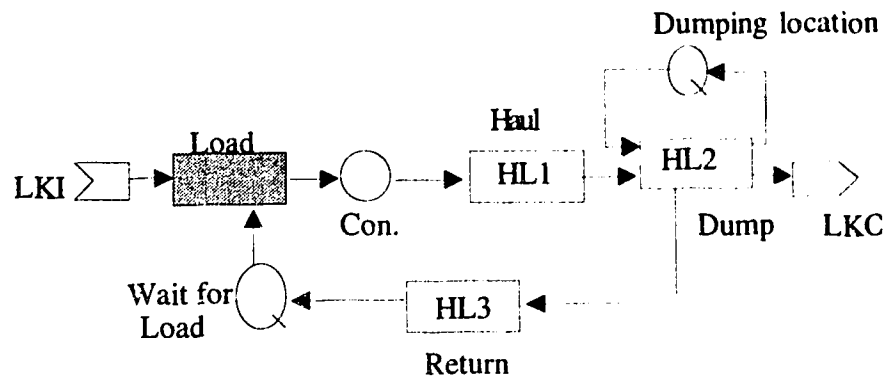 Dumping location
Haul
Load
HL1
HL2
LKI
Con.
Dump
LKC
Wait for
Load
HL3
Return